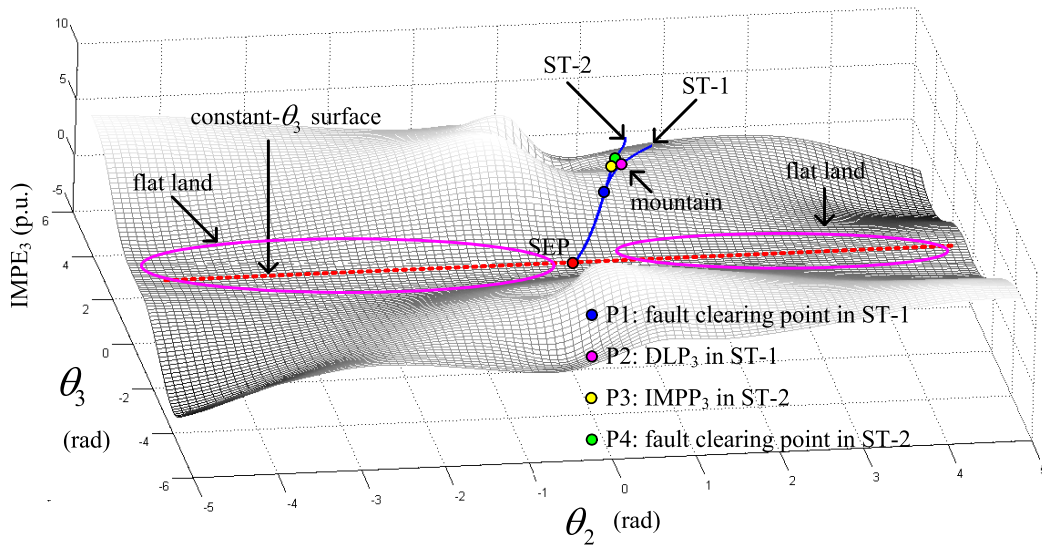 10
5
0
-5
IMPE3 (p.u.)
6
4
2
0
-2
-4
-6
θ3
(rad)
-5
-4
-3
-2
-1
0
1
2
3
4
5
θ2 (rad)
ST-2
ST-1
constant-θ3 surface
flat land
flat land
mountain
SEP
P1: fault clearing point in ST-1
P2: DLP3 in ST-1
P3: IMPP3 in ST-2
P4: fault clearing point in ST-2